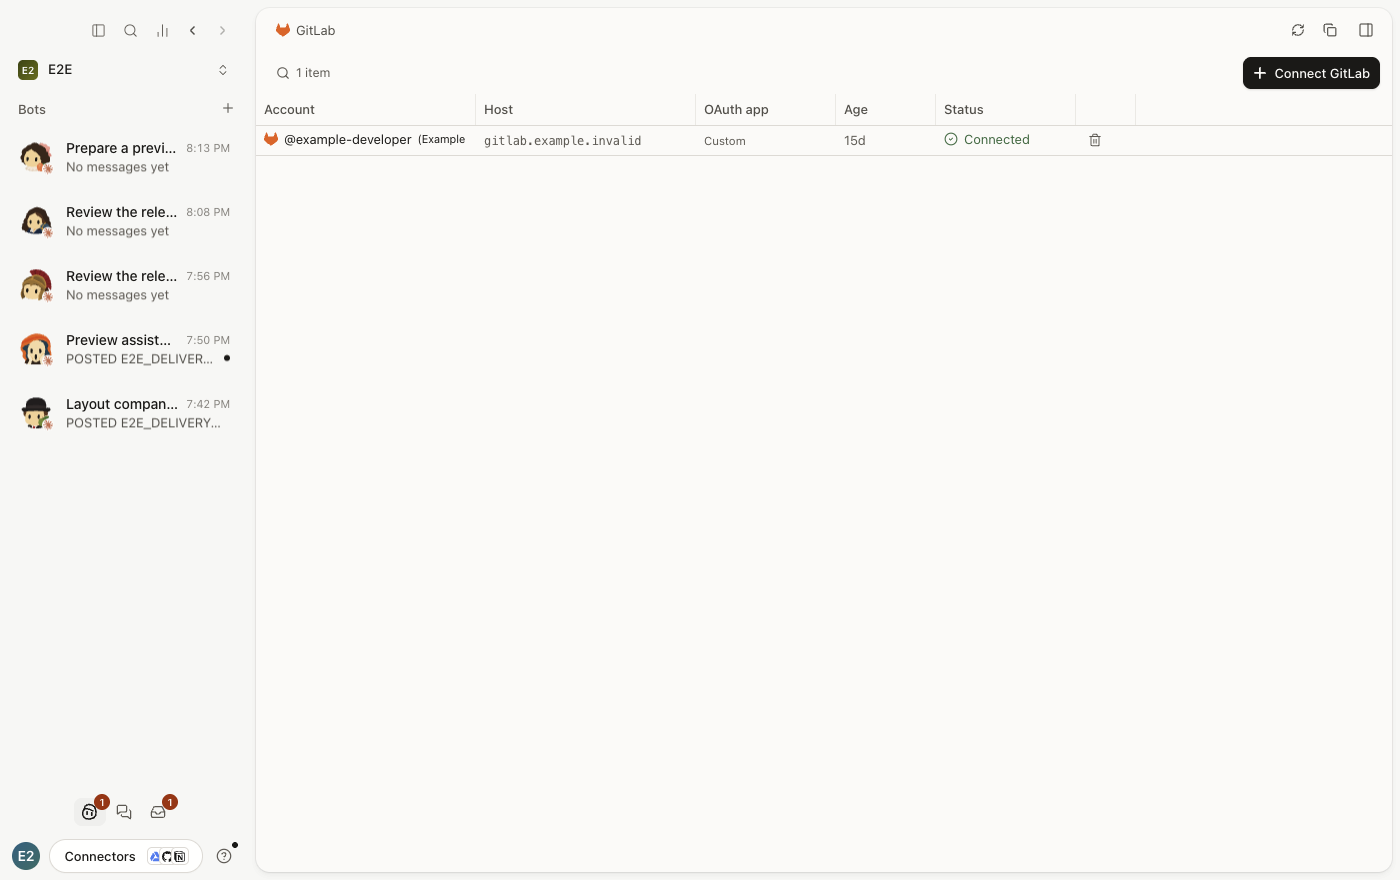 GitLab
E2 E2E
1 item
Connect GitLab
Bots
Account Host OAuth app Age Status
@example-developer (Example gitlab.example.invalid Custom 15d Connected
Prepare a previ... 8:13 PM
No messages yet
Review the rele... 8:08 PM
No messages yet
Review the rele... 7:56 PM
No messages yet
Preview assist... 7:50 PM
POSTED E2E_DELIVER...
Layout compan... 7:42 PM
POSTED E2E_DELIVERY...
1 1
E2 Connectors